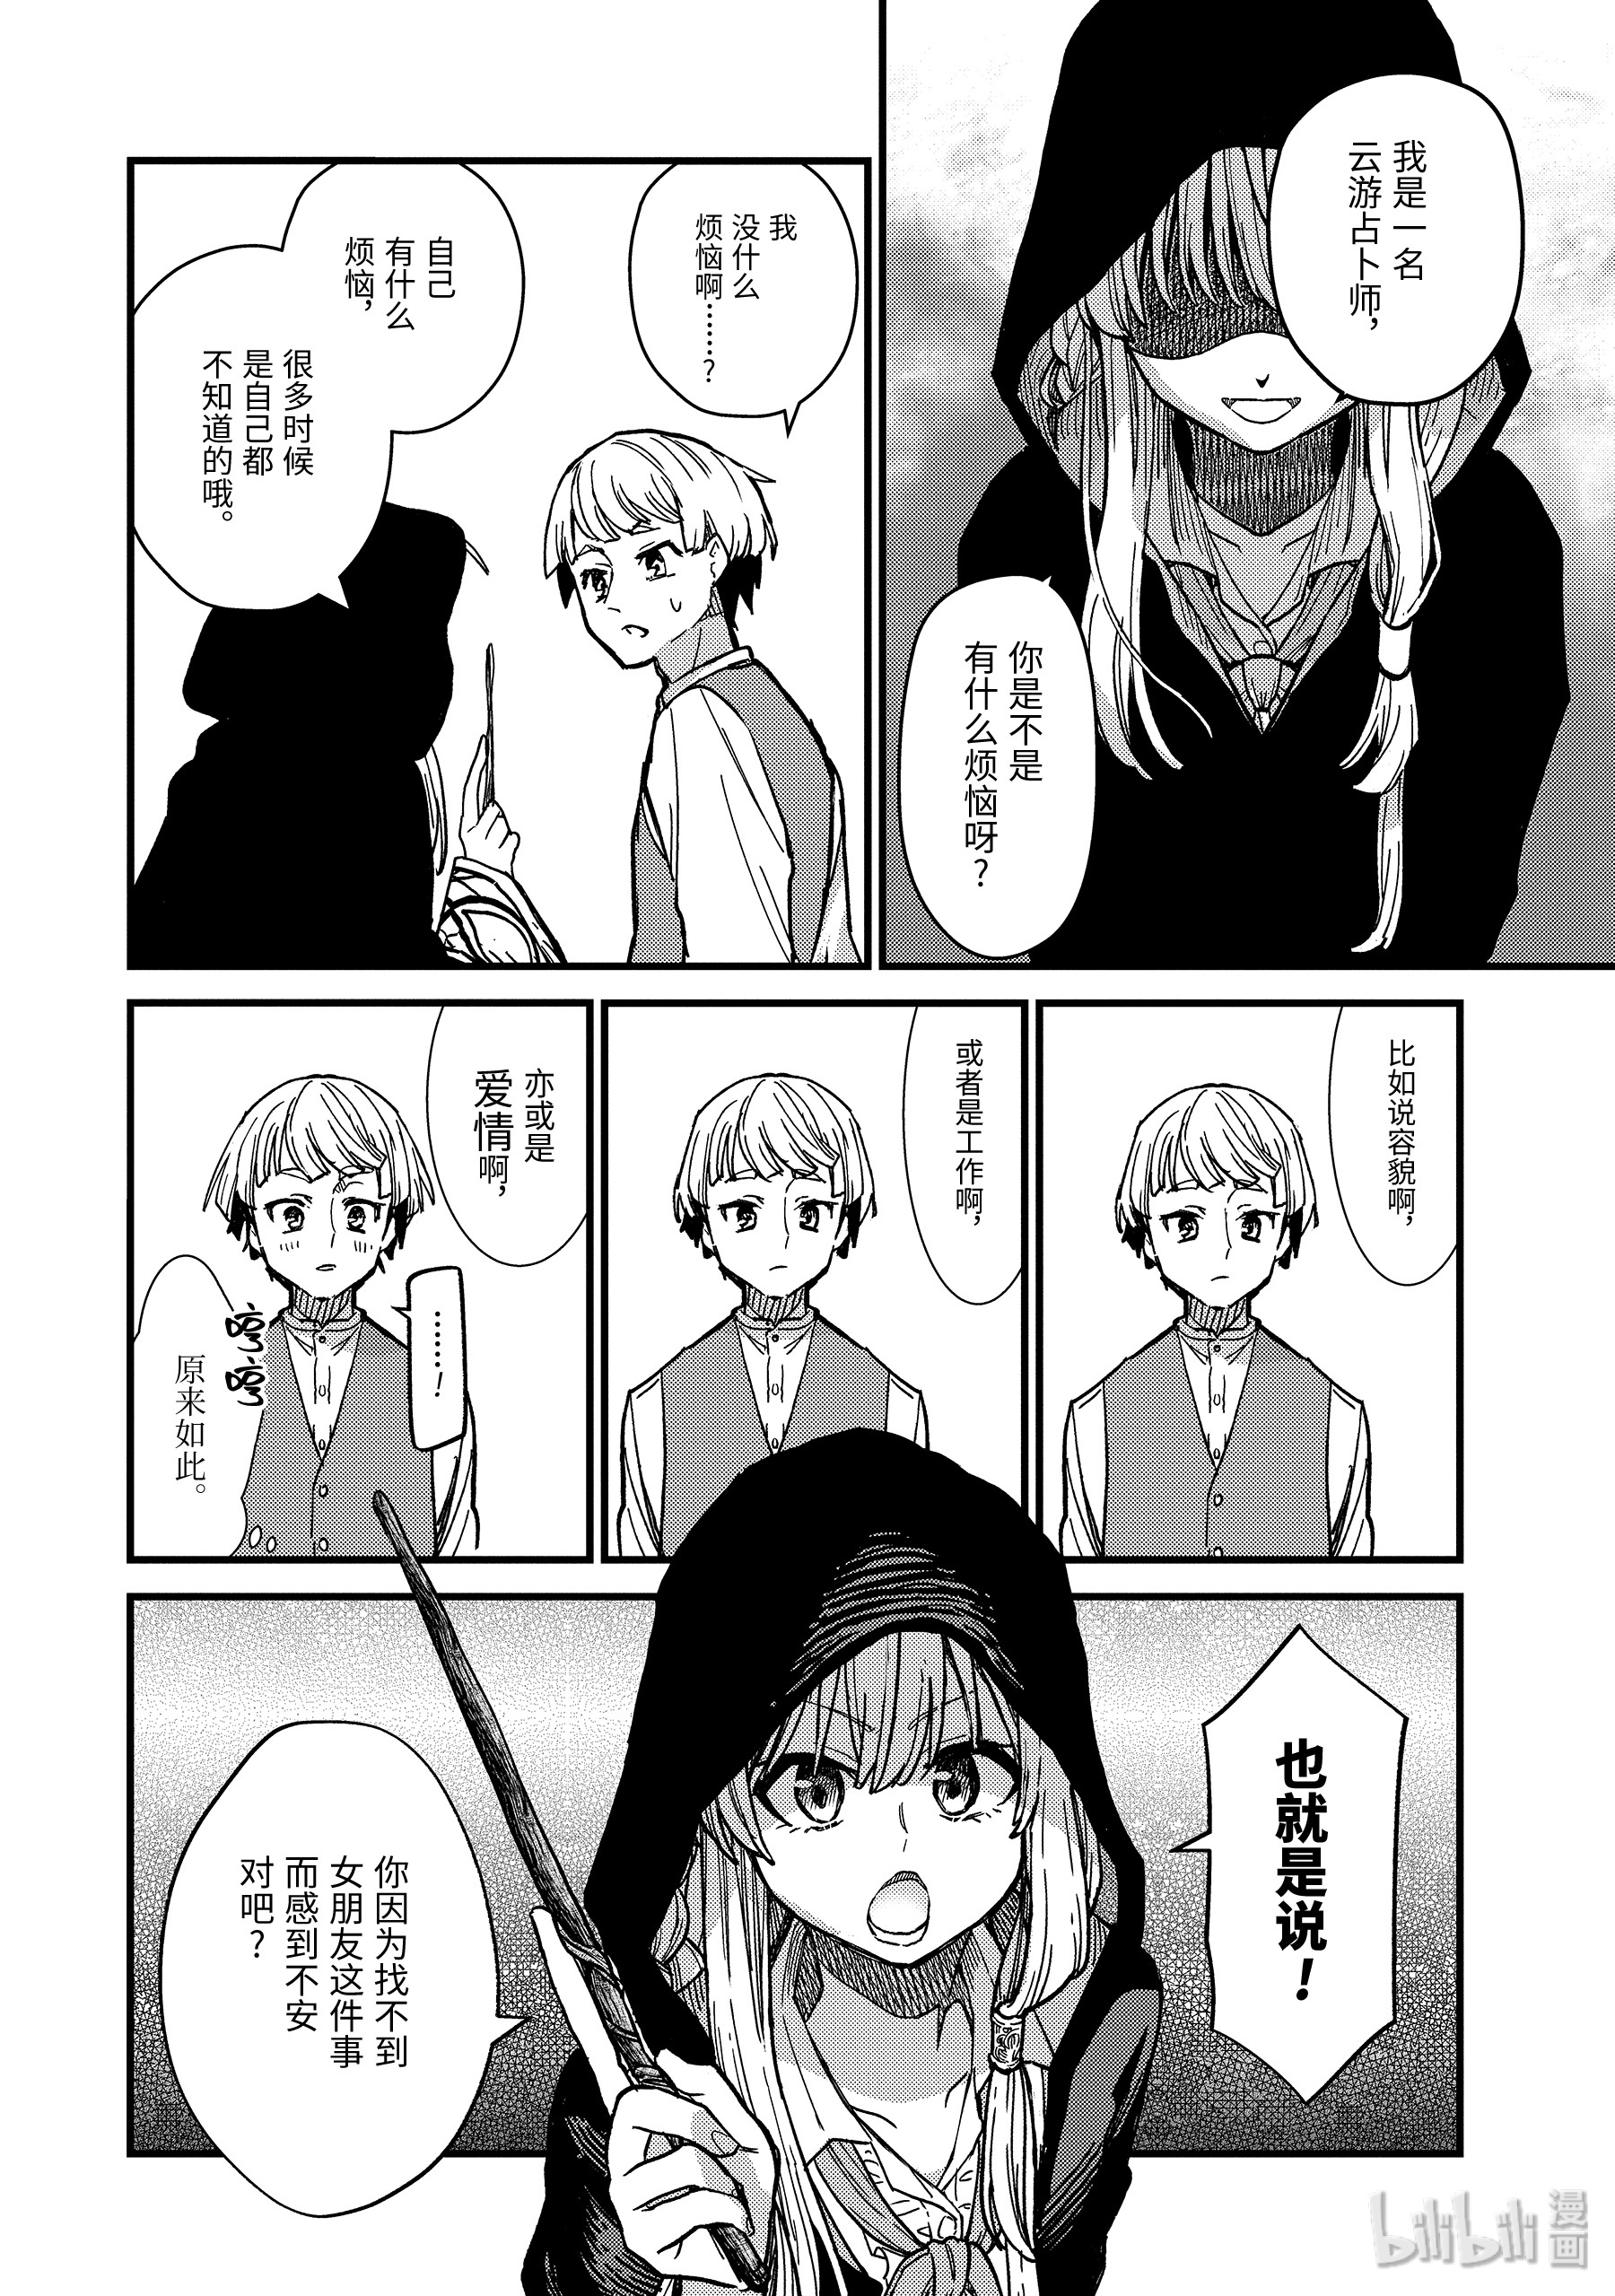 我是一名
云游占卜师，
你是不是
有什么烦恼呀？
我
没什么
烦恼啊……？
自己
有什么
烦恼，
很多时候
是自己都
不知道的哦。
比如说容貌啊，
或者是工作啊，
亦或是
爱情啊，
……！
嗯嗯
原来如此。
也就是说！
你因为找不到
女朋友这件事
而感到不安
对吧？
bilibili
漫画